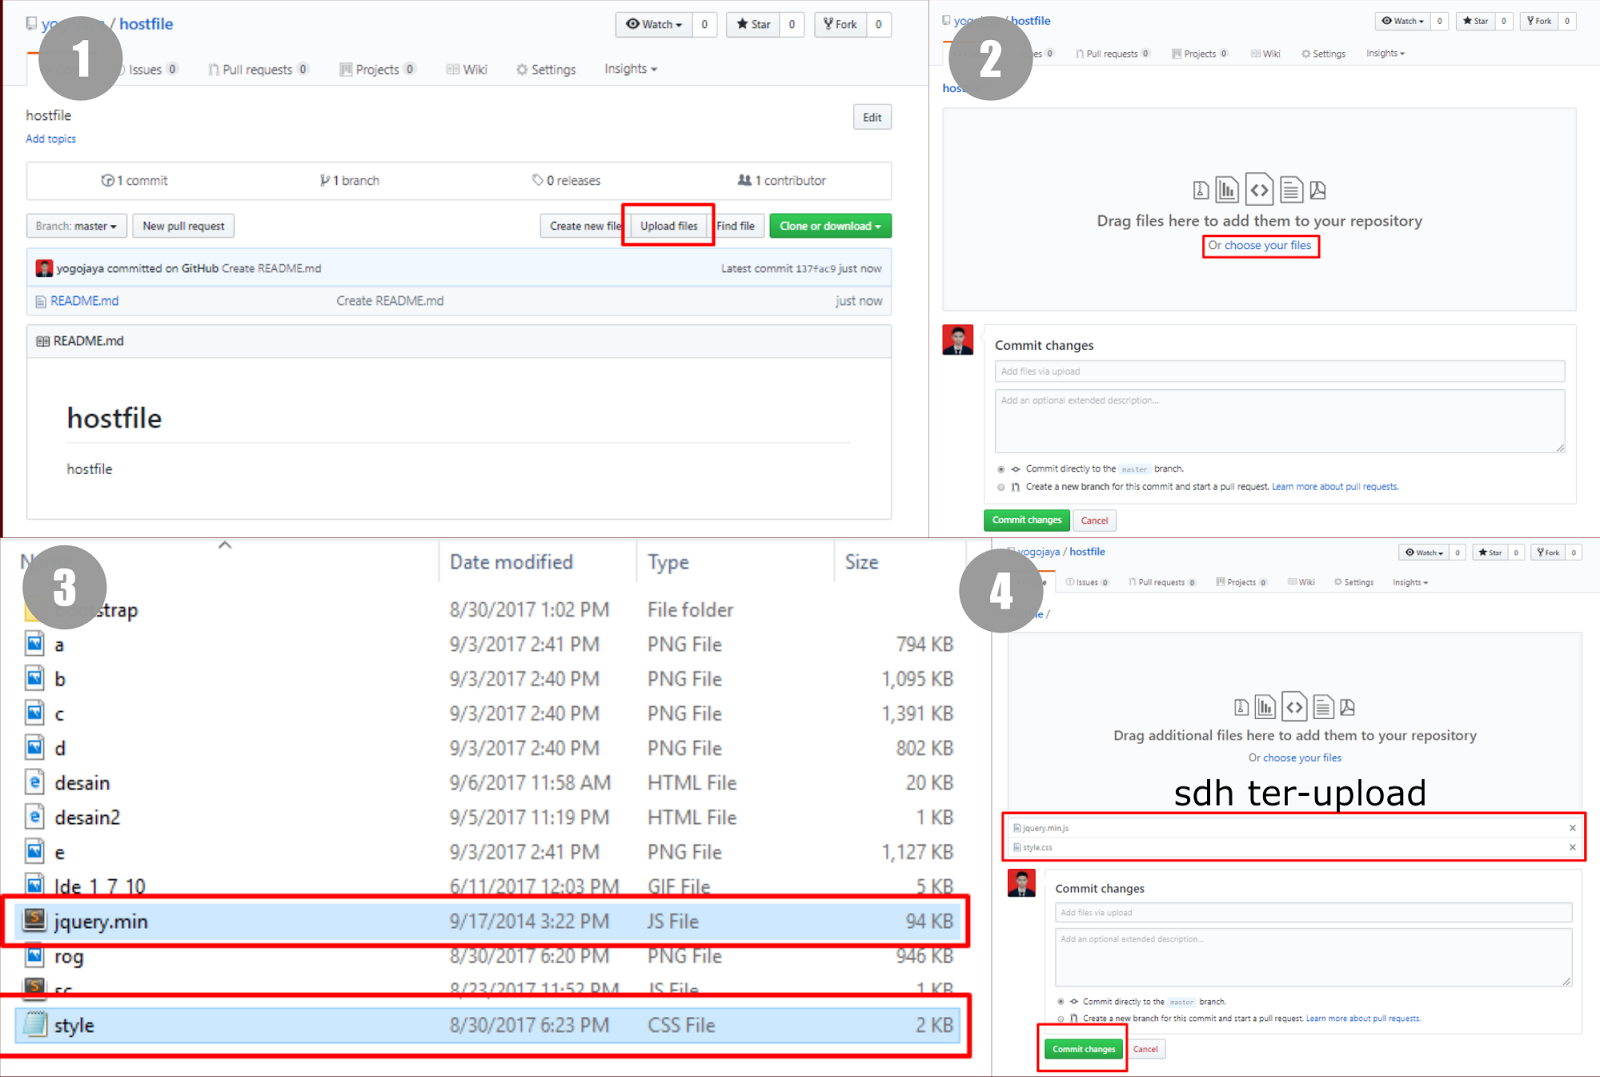 1
/ hostfile
Watch 0 Star 0 Fork 0
Issues 0 Pull requests 0 Projects 0 Wiki Settings Insights
hostfile
Edit
Add topics
1 commit 1 branch 0 releases 1 contributor
Branch: master New pull request Create new file Upload files Find file Clone or download
yogojaya committed on GitHub Create README.md Latest commit 137fac9 just now
README.md Create README.md just now
README.md
hostfile
hostfile
2
/ hostfile
Watch 0 Star 0 Fork 0
0 Pull requests 0 Projects 0 Wiki Settings Insights
Drag files here to add them to your repository
Or choose your files
Commit changes
Add files via upload
Add an optional extended description...
Commit directly to the master branch.
Create a new branch for this commit and start a pull request. Learn more about pull requests.
Commit changes Cancel
3
Date modified Type Size
8/30/2017 1:02 PM File folder
a 9/3/2017 2:41 PM PNG File 794 KB
b 9/3/2017 2:40 PM PNG File 1,095 KB
c 9/3/2017 2:40 PM PNG File 1,391 KB
d 9/3/2017 2:40 PM PNG File 802 KB
desain 9/6/2017 11:58 AM HTML File 20 KB
desain2 9/5/2017 11:19 PM HTML File 1 KB
e 9/3/2017 2:41 PM PNG File 1,127 KB
Ide_1_7_10 6/11/2017 12:03 PM GIF File 5 KB
jquery.min 9/17/2014 3:22 PM JS File 94 KB
rog 8/30/2017 6:20 PM PNG File 946 KB
sc 8/23/2017 11:52 PM JS File 1 KB
style 8/30/2017 6:23 PM CSS File 2 KB
4
yogojaya / hostfile
Watch 0 Star 0 Fork 0
Issues 0 Pull requests 0 Projects 0 Wiki Settings Insights
Drag additional files here to add them to your repository
Or choose your files
sdh ter-upload
jquery.min.js
style.css
Commit changes
Add files via upload
Add an optional extended description...
Commit directly to the master branch.
Create a new branch for this commit and start a pull request. Learn more about pull requests.
Commit changes Cancel